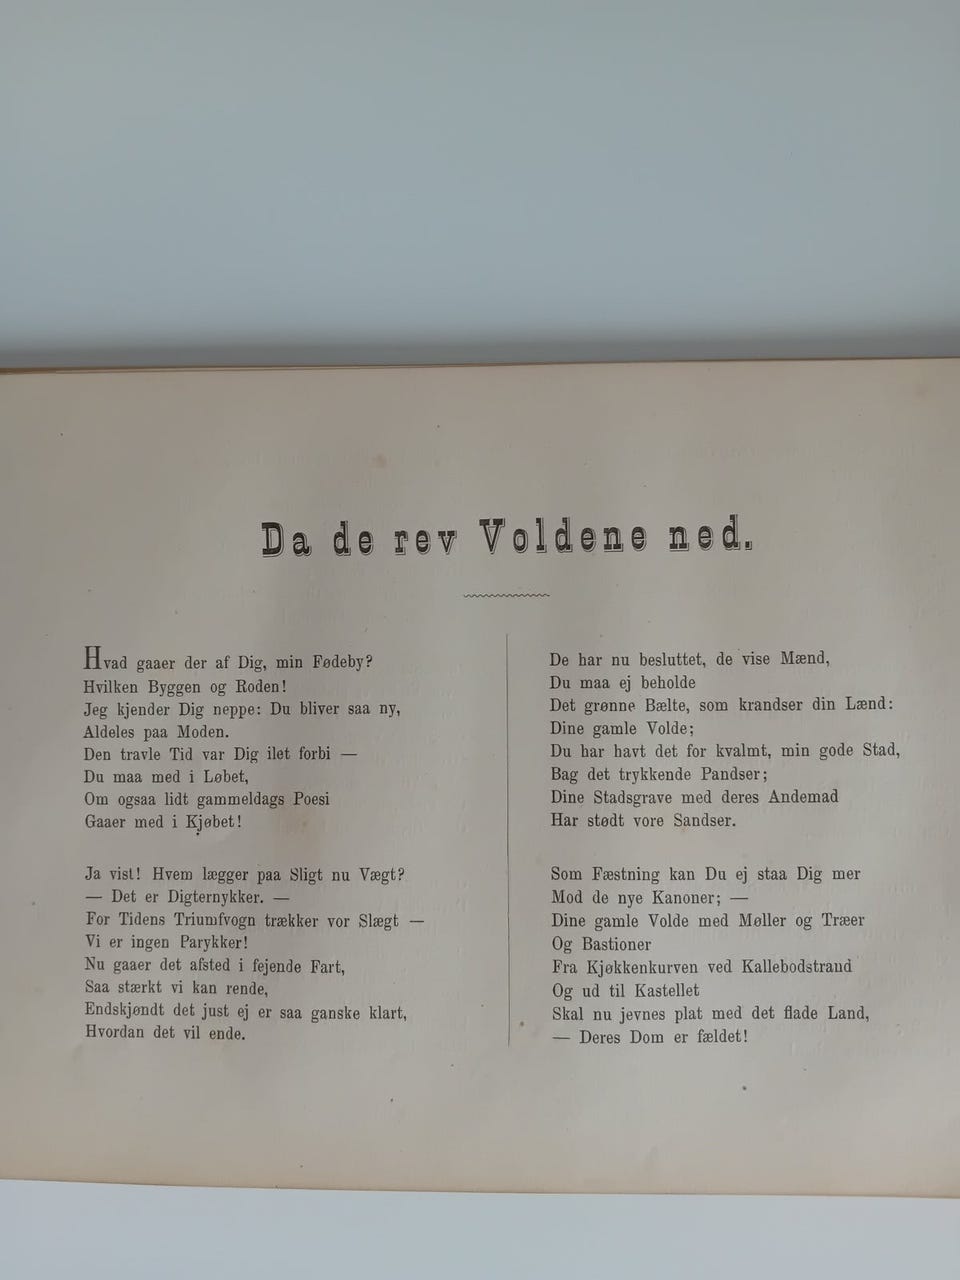 Da de rev Voldene ned.
Hvad gaaer der af Dig, min Fødeby?
Hvilken Byggen og Roden!
Jeg kjender Dig neppe: Du bliver saa ny,
Aldeles paa Moden.
Den travle Tid var Dig ilet forbi —
Du maa med i Løbet,
Om ogsaa lidt gammeldags Poesi
Gaaer med i Kjøbet!
Ja vist! Hvem lægger paa Sligt nu Vægt?
— Det er Digternykker. —
For Tidens Triumfvogn trækker vor Slægt —
Vi er ingen Parykker!
Nu gaaer det afsted i fejende Fart,
Saa stærkt vi kan rende,
Endskjøndt det just ej er saa ganske klart,
Hvordan det vil ende.
De har nu besluttet, de vise Mænd,
Du maa ej beholde
Det grønne Bælte, som krandser din Lænd:
Dine gamle Volde;
Du har havt det for kvalmt, min gode Stad,
Bag det trykkende Pandser;
Dine Stadsgrave med deres Andemad
Har stødt vore Sandser.
Som Fæstning kan Du ej staa Dig mer
Mod de nye Kanoner; —
Dine gamle Volde med Møller og Træer
Og Bastioner
Fra Kjøkkenkurven ved Kallebodstrand
Og ud til Kastellet
Skal nu jevnes plat med det flade Land,
— Deres Dom er fældet!